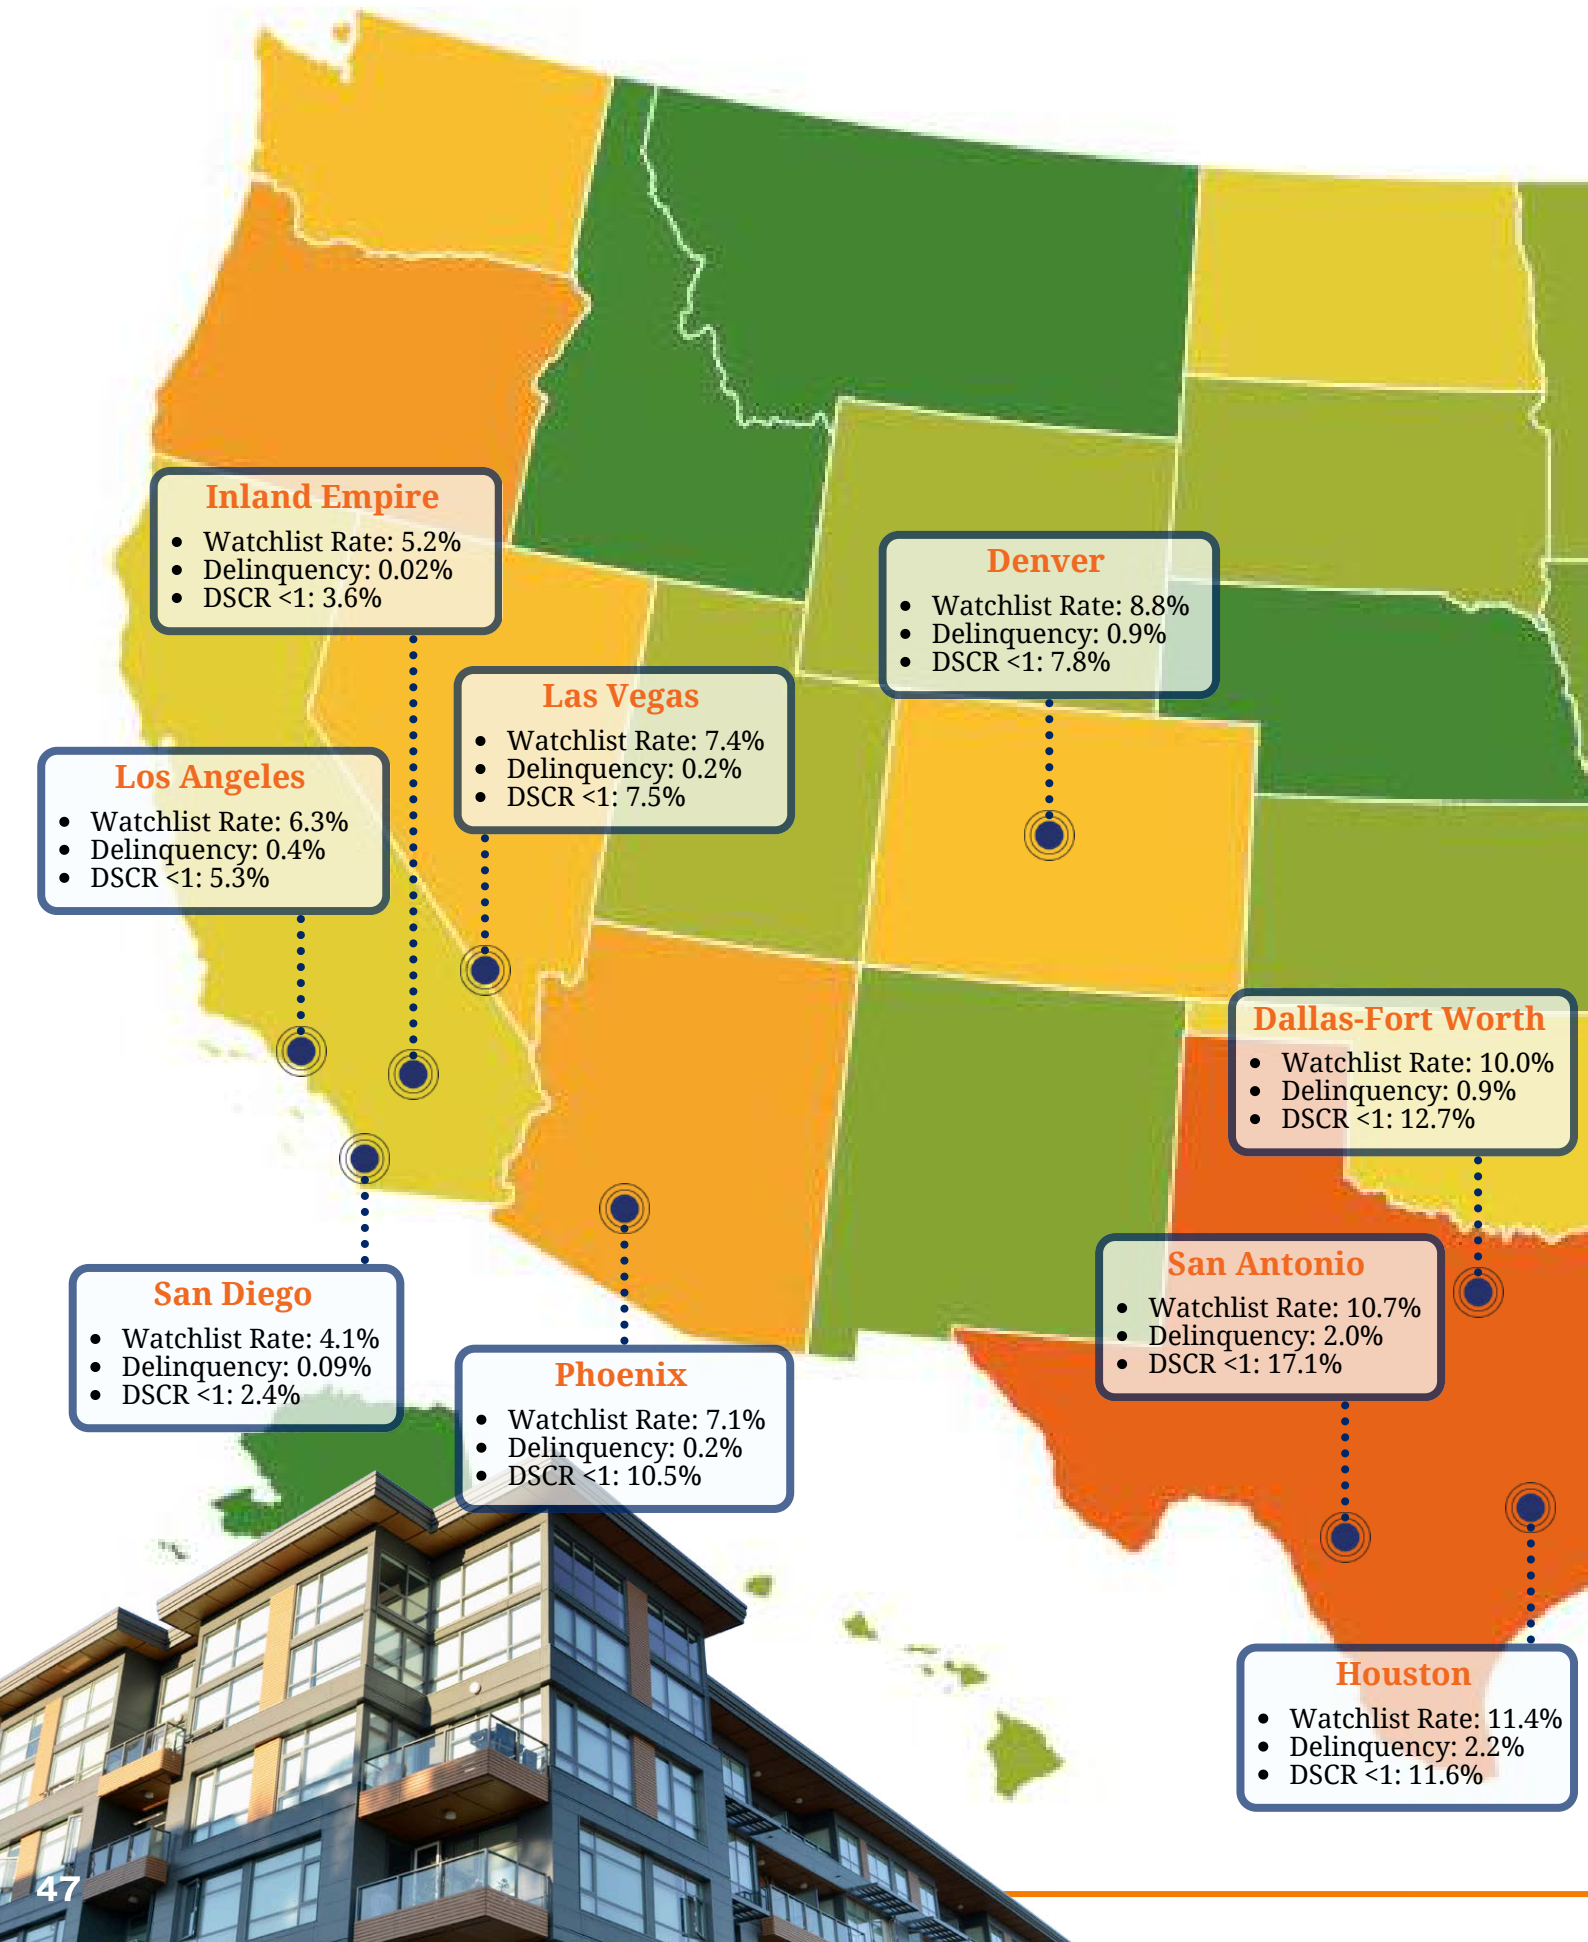 Inland Empire
• Watchlist Rate: 5.2%
• Delinquency: 0.02%
• DSCR <1: 3.6%
Denver
• Watchlist Rate: 8.8%
• Delinquency: 0.9%
• DSCR <1: 7.8%
Las Vegas
• Watchlist Rate: 7.4%
• Delinquency: 0.2%
• DSCR <1: 7.5%
Los Angeles
• Watchlist Rate: 6.3%
• Delinquency: 0.4%
• DSCR <1: 5.3%
Dallas-Fort Worth
• Watchlist Rate: 10.0%
• Delinquency: 0.9%
• DSCR <1: 12.7%
San Antonio
• Watchlist Rate: 10.7%
• Delinquency: 2.0%
• DSCR <1: 17.1%
San Diego
• Watchlist Rate: 4.1%
• Delinquency: 0.09%
• DSCR <1: 2.4%
Phoenix
• Watchlist Rate: 7.1%
• Delinquency: 0.2%
• DSCR <1: 10.5%
Houston
• Watchlist Rate: 11.4%
• Delinquency: 2.2%
• DSCR <1: 11.6%
47